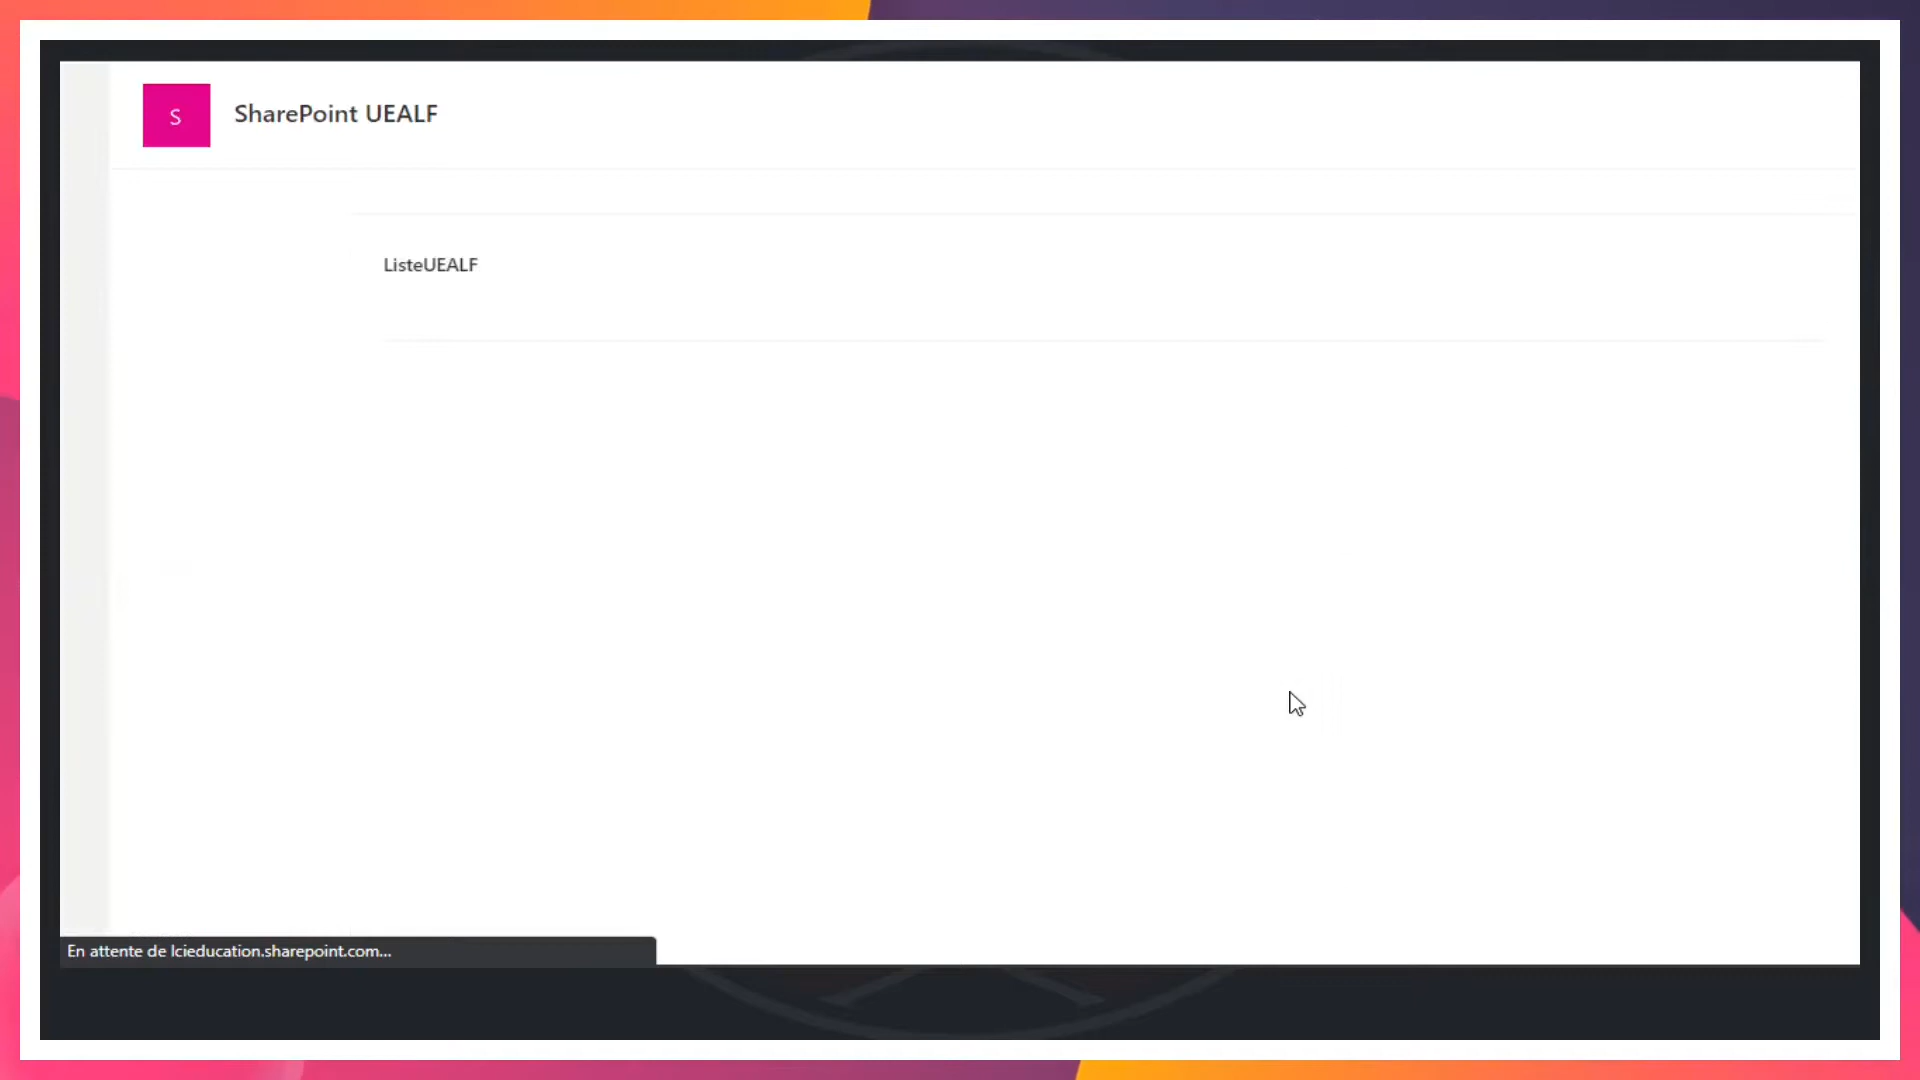 S
SharePoint UEALF
ListeUEALF
En attente de lcieducation.sharepoint.com...